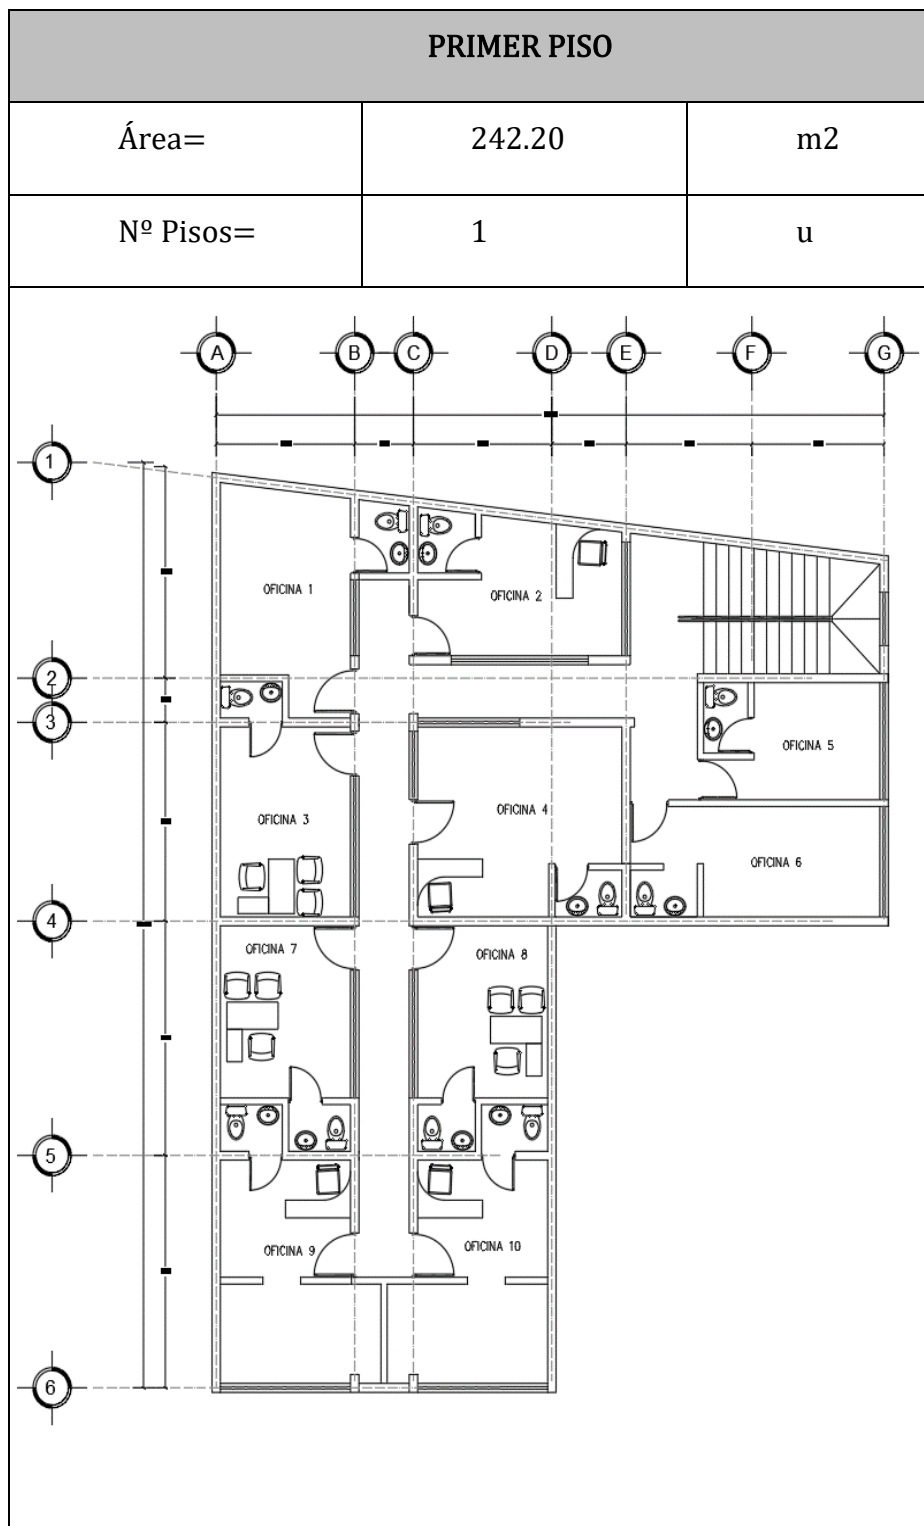 PRIMER PISO
Área= 242.20 m2
Nº Pisos= 1 u
A B C D E F G
1
OFICINA 1
OFICINA 2
2
3
OFICINA 5
OFICINA 3
OFICINA 4
OFICINA 6
4
OFICINA 7
OFICINA 8
5
OFICINA 9
OFICINA 10
6